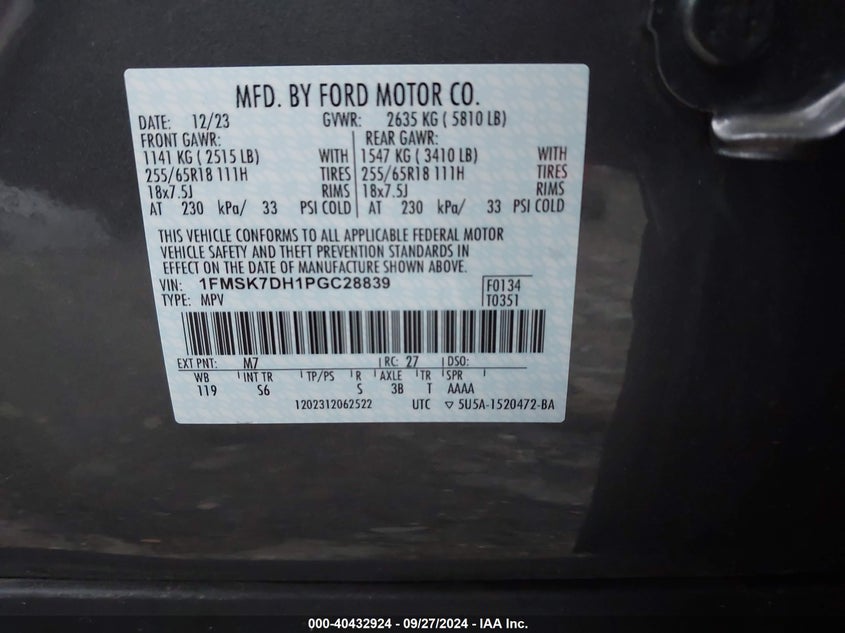 MFD. BY FORD MOTOR CO.
DATE: 12/23 GVWR: 2635 KG ( 5810 LB)
FRONT GAWR: REAR GAWR:
1141 KG ( 2515 LB) WITH 1547 KG ( 3410 LB) WITH
255/65R18 111H TIRES 255/65R18 111H TIRES
18x7.5J RIMS 18x7.5J RIMS
AT 230 kPa/ 33 PSI COLD AT 230 kPa/ 33 PSI COLD
THIS VEHICLE CONFORMS TO ALL APPLICABLE FEDERAL MOTOR
VEHICLE SAFETY AND THEFT PREVENTION STANDARDS IN
EFFECT ON THE DATE OF MANUFACTURE SHOWN ABOVE.
VIN: 1FMSK7DH1PGC28839 F0134
TYPE: MPV T0351
EXT PNT: M7 RC: 27 DSO:
WB INT TR TP/PS R AXLE TR SPR
119 S6 S 3B T AAAA
1202312062522 UTC ▽ 5U5A-1520472-BA
000-40432924 - 09/27/2024 - IAA Inc.